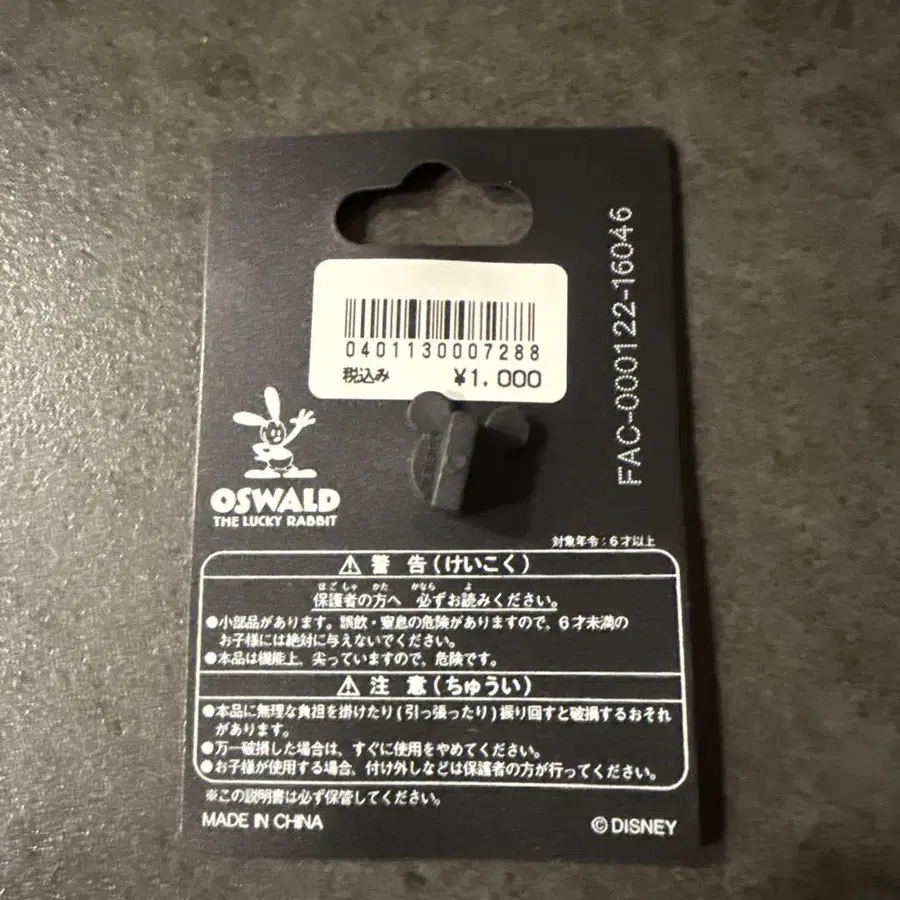 FAC-000122-16046
0401130007288
税込み ¥1,000
OSWALD
THE LUCKY RABBIT
対象年令:6才以上
⚠ 警 告 (けいこく)
ほごしゃ かた かなら よ
保護者の方へ 必ずお読みください。
●小部品があります。誤飲・窒息の危険がありますので、6才未満の
お子様には絶対に与えないでください。
●本品は機能上、尖っていますので、危険です。
⚠ 注 意 (ちゅうい)
●本品に無理な負担を掛けたり(引っ張ったり)振り回すと破損するおそれ
があります。
●万一破損した場合は、すぐに使用をやめてください。
●お子様が使用する場合、付け外しなどは保護者の方が行ってください。
※この説明書は必ず保管してください。
MADE IN CHINA
©DISNEY